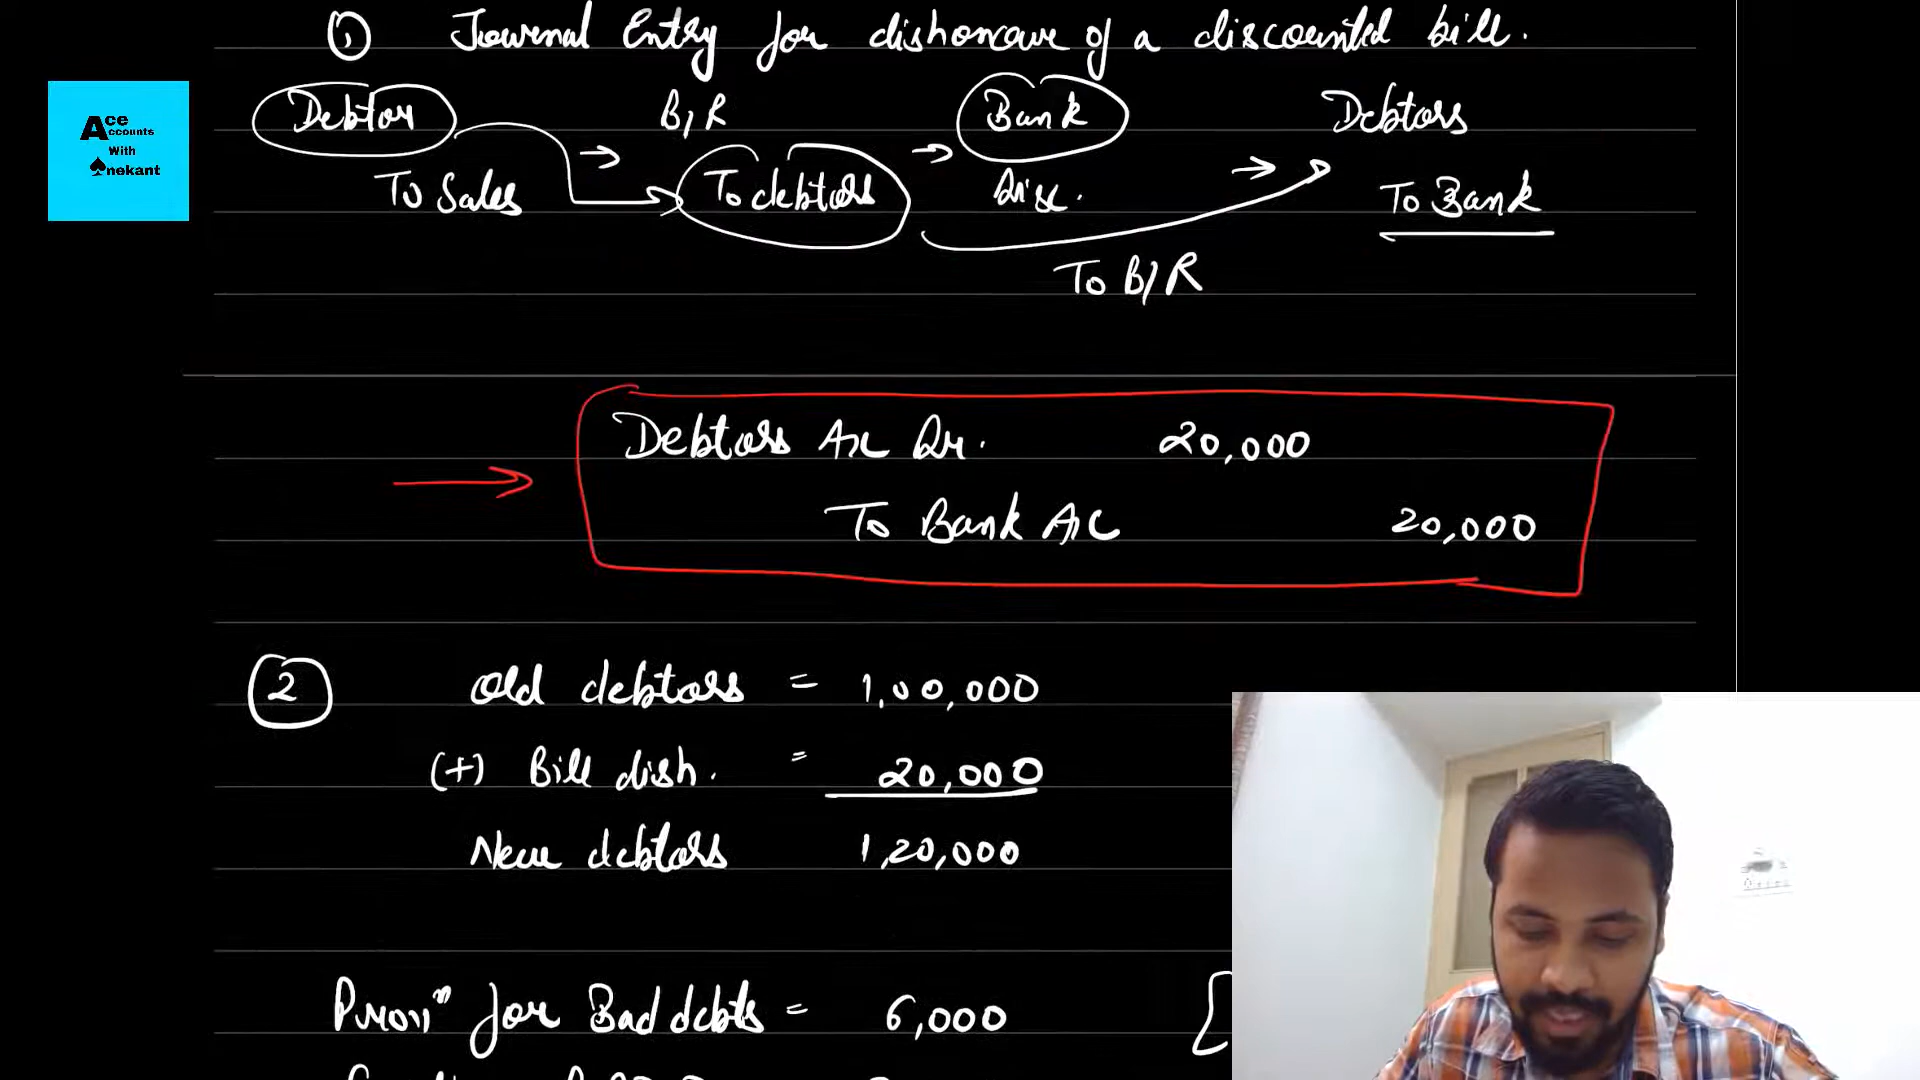 ① Journal Entry for dishonour of a discounted bill.
Ace
Accounts
With
Anekant
Debtor B/R Bank Debtors
→ → →
To Sales To debtors Disc. To Bank
To B/R
→ Debtors A/c Dr. 20,000
To Bank A/C 20,000
② Old debtors = 1,00,000
(+) Bill dish. = 20,000
New debtors 1,20,000
Provⁿ for Bad debts = 6,000 [